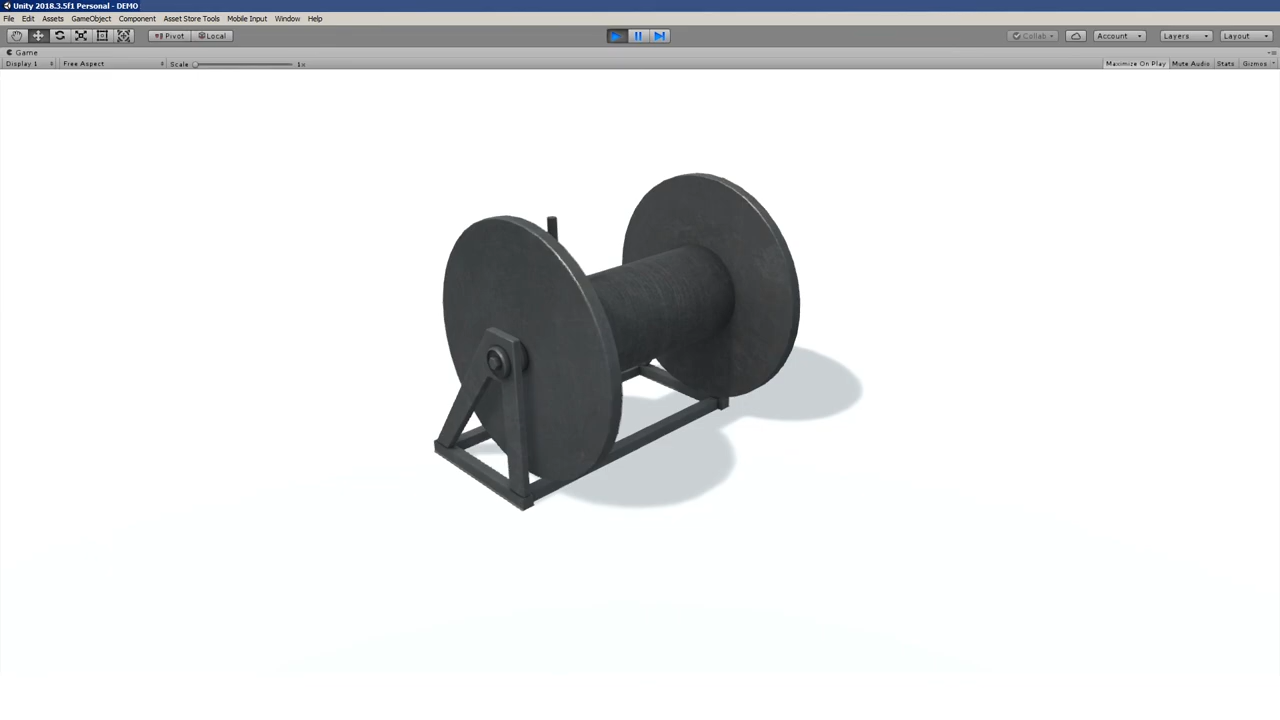 Unity 2018.3.5f1 Personal - DEMO
File Edit Assets GameObject Component Asset Store Tools Mobile Input Window Help
Pivot Local Collab Account Layers Layout
Game
Display 1 Free Aspect Scale 1x Maximize On Play Mute Audio Stats Gizmos